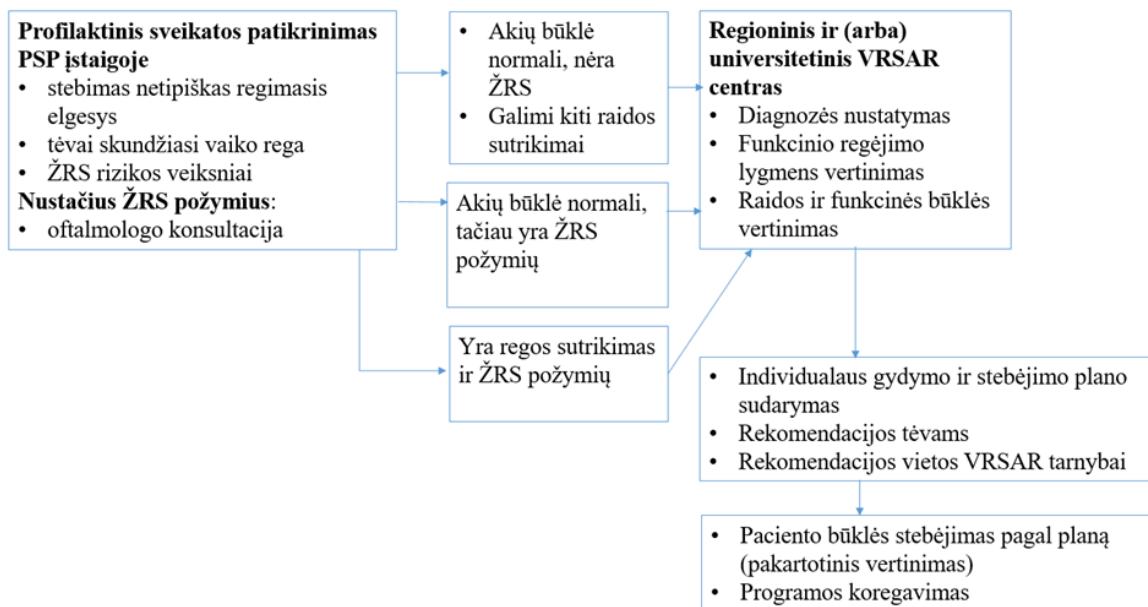 Profilaktinis sveikatos patikrinimas
PSP įstaigoje
• stebimas netipiškas regimasis
elgesys
• tėvai skundžiasi vaiko rega
• ŽRS rizikos veiksniai
Nustačius ŽRS požymius:
• oftalmologo konsultacija
• Akių būklė
normali, nėra
ŽRS
• Galimi kiti raidos
sutrikimai
Akių būklė normali,
tačiau yra ŽRS
požymių
Yra regos sutrikimas
ir ŽRS požymių
Regioninis ir (arba)
universitetinis VRSAR
centras
• Diagnozės nustatymas
• Funkcinio regėjimo
lygmens vertinimas
• Raidos ir funkcinės būklės
vertinimas
• Individualaus gydymo ir stebėjimo plano
sudarymas
• Rekomendacijos tėvams
• Rekomendacijos vietos VRSAR tarnybai
• Paciento būklės stebėjimas pagal planą
(pakartotinis vertinimas)
• Programos koregavimas